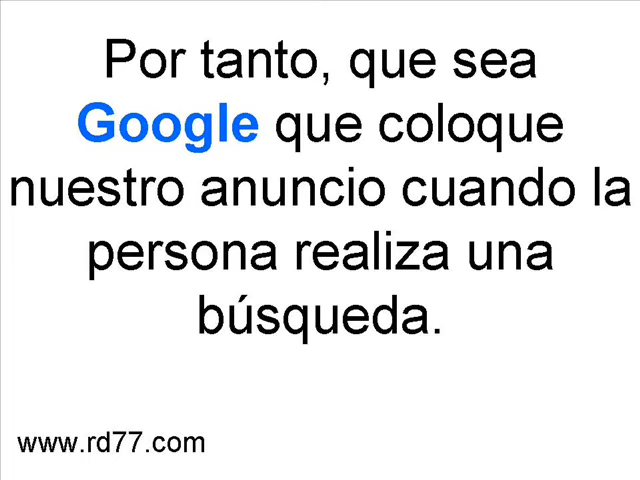 Por tanto, que sea
Google que coloque
nuestro anuncio cuando la
persona realiza una
búsqueda.
www.rd77.com